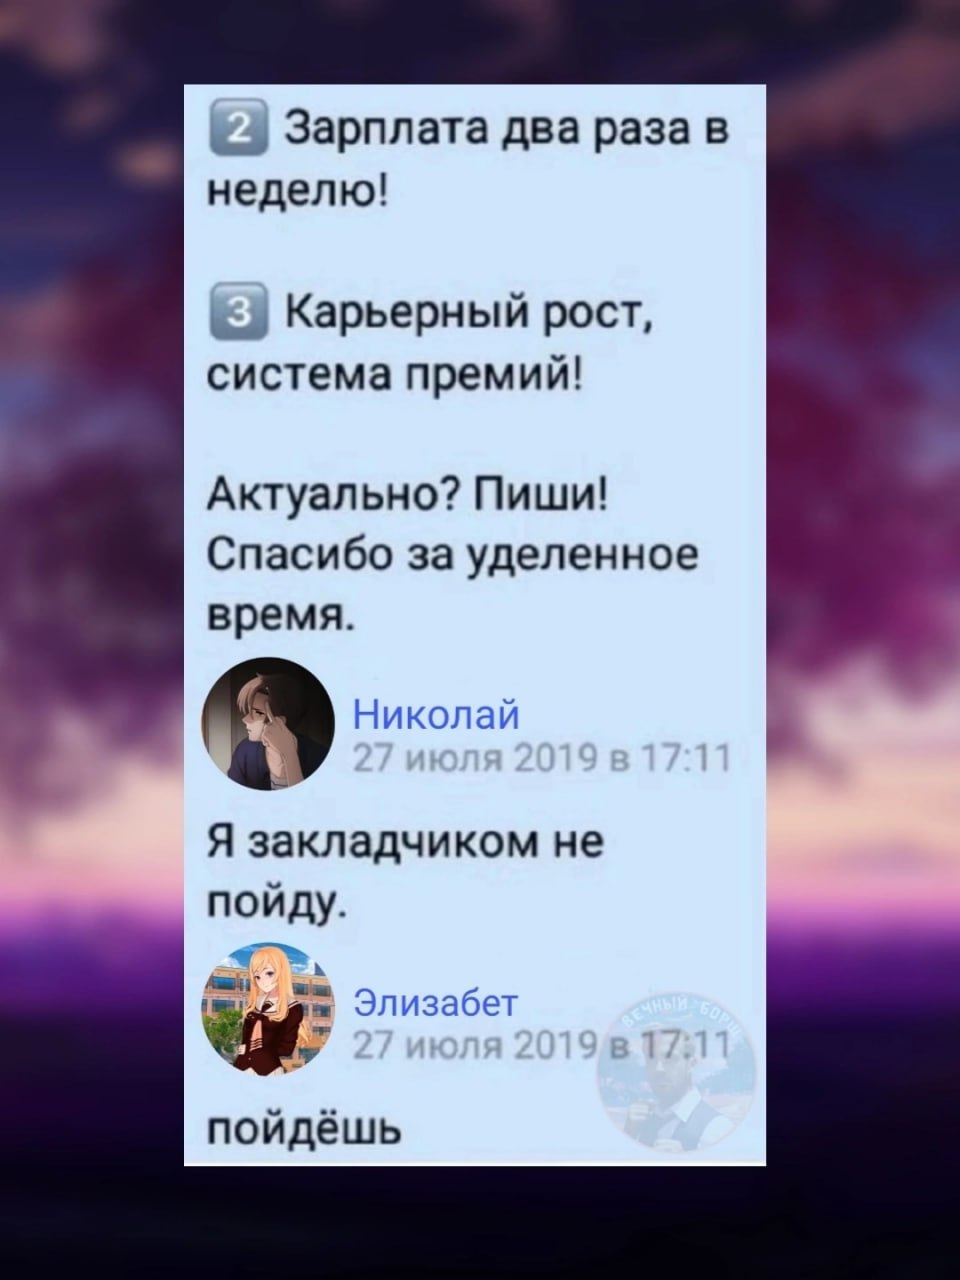 2 Зарплата два раза в
неделю!
3 Карьерный рост,
система премий!
Актуально? Пиши!
Спасибо за уделенное
время.
Николай
27 июля 2019 в 17:11
Я закладчиком не
пойду.
Элизабет
27 июля 2019 в 17:11
ВЕЧНЫЙ БОРЩ
пойдёшь